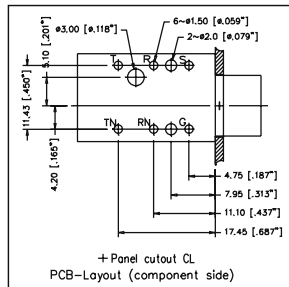 ø3,00 [ø,118"]
6~ø1.50 [ø.059"]
2~ø2.0 [ø,079"]
5.10 [.201"]
11.43 [.450"]
4.20 [.165"]
T R S
TN RN G
4.75 [.187"]
7.95 [.313"]
11.10 [.437"]
17.45 [.687"]
+ Panel cutout CL
PCB-Layout (component side)